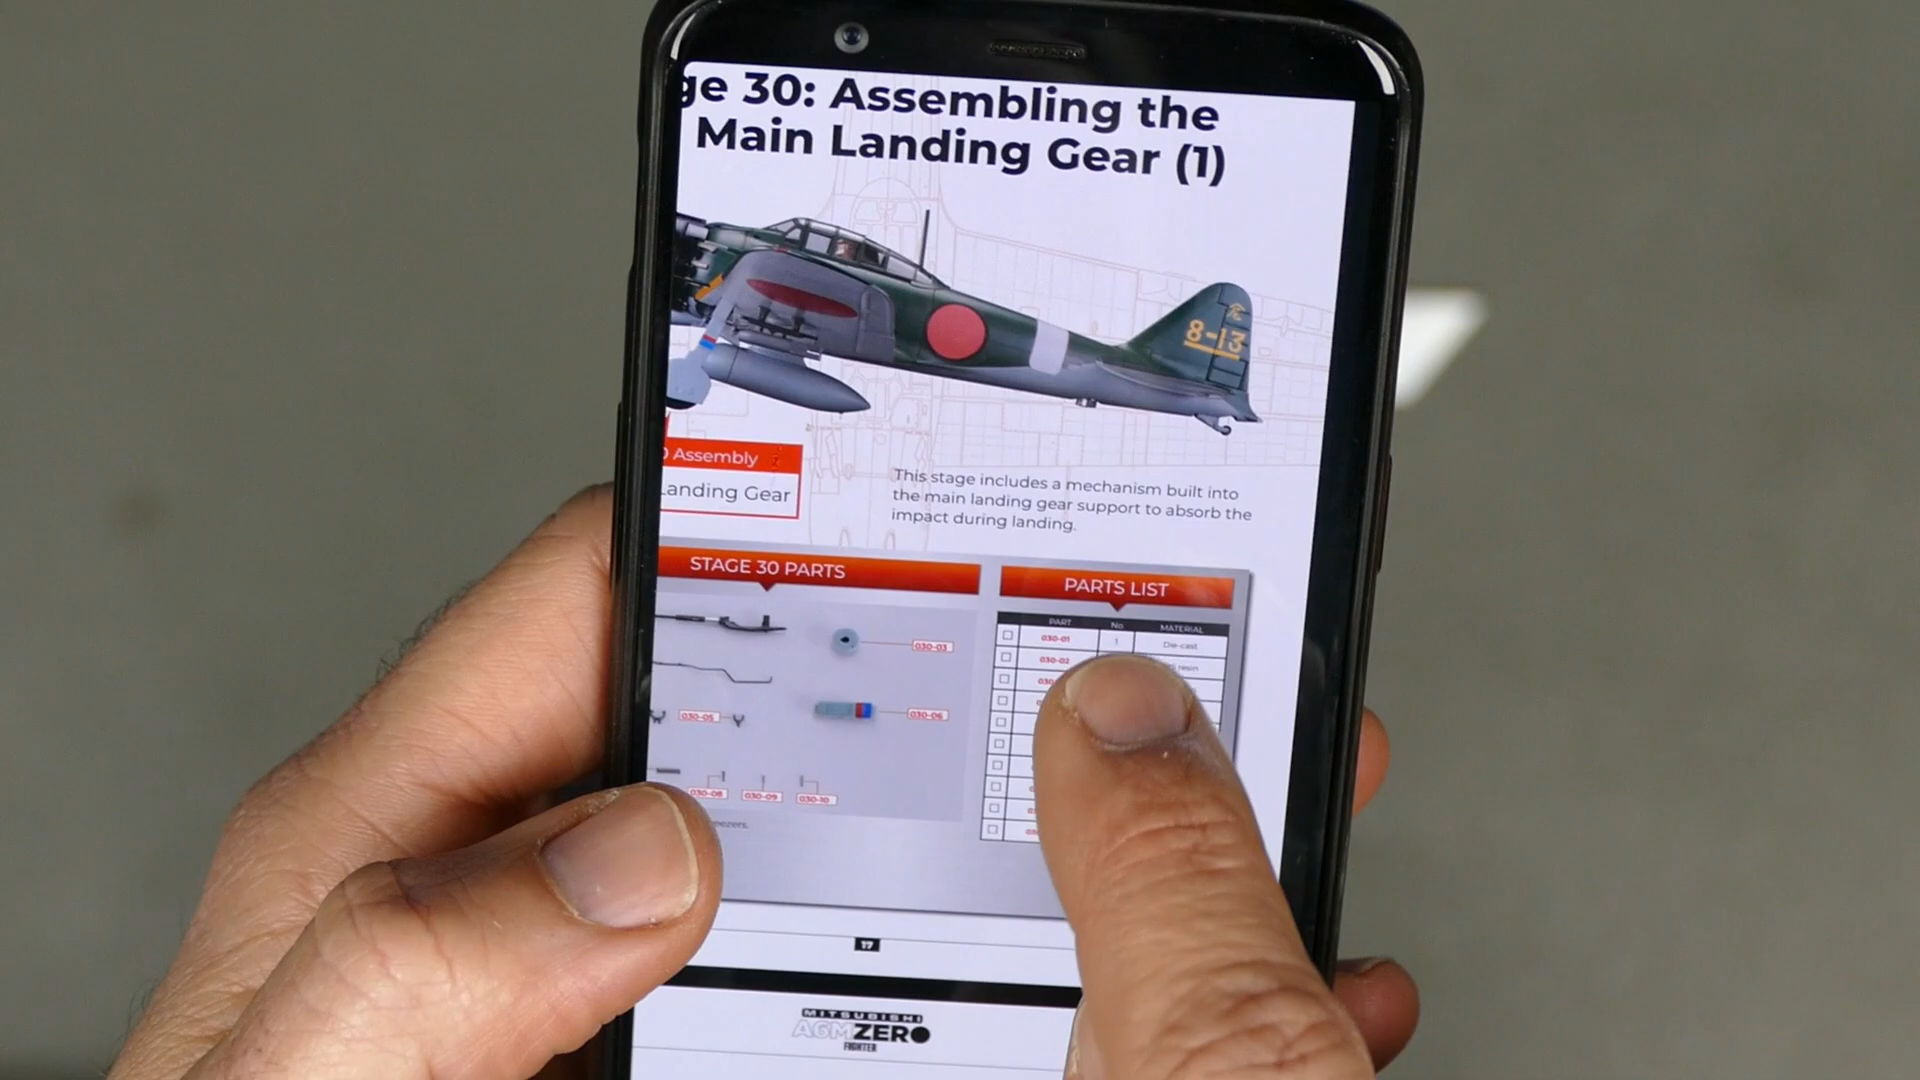 ge 30: Assembling the
Main Landing Gear (1)
8-13
Assembly
Landing Gear
This stage includes a mechanism built into
the main landing gear support to absorb the
impact during landing.
STAGE 30 PARTS
PARTS LIST
PART No. MATERIAL
030-01 1 Die-cast
030-02 resin
030-03
030-05
030-06
030-08
030-09
030-10
17
MITSUBISHI
A6M ZERO
FIGHTER